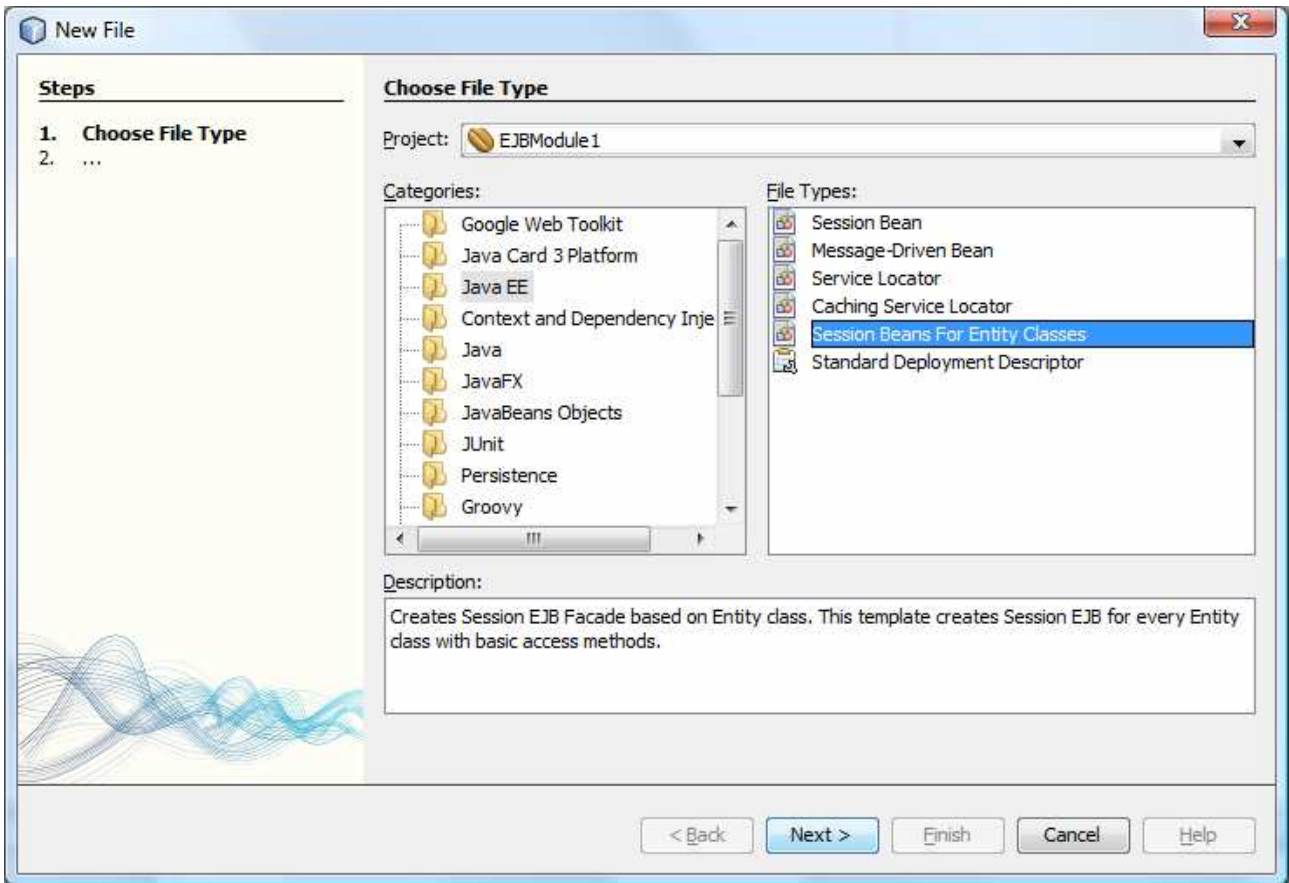 New File
Steps
1. Choose File Type
2. ...
Choose File Type
Project: EJBModule1
Categories:
Google Web Toolkit
Java Card 3 Platform
Java EE
Context and Dependency Inje
Java
JavaFX
JavaBeans Objects
JUnit
Persistence
Groovy
File Types:
Session Bean
Message-Driven Bean
Service Locator
Caching Service Locator
Session Beans For Entity Classes
Standard Deployment Descriptor
Description:
Creates Session EJB Facade based on Entity class. This template creates Session EJB for every Entity
class with basic access methods.
< Back Next > Finish Cancel Help